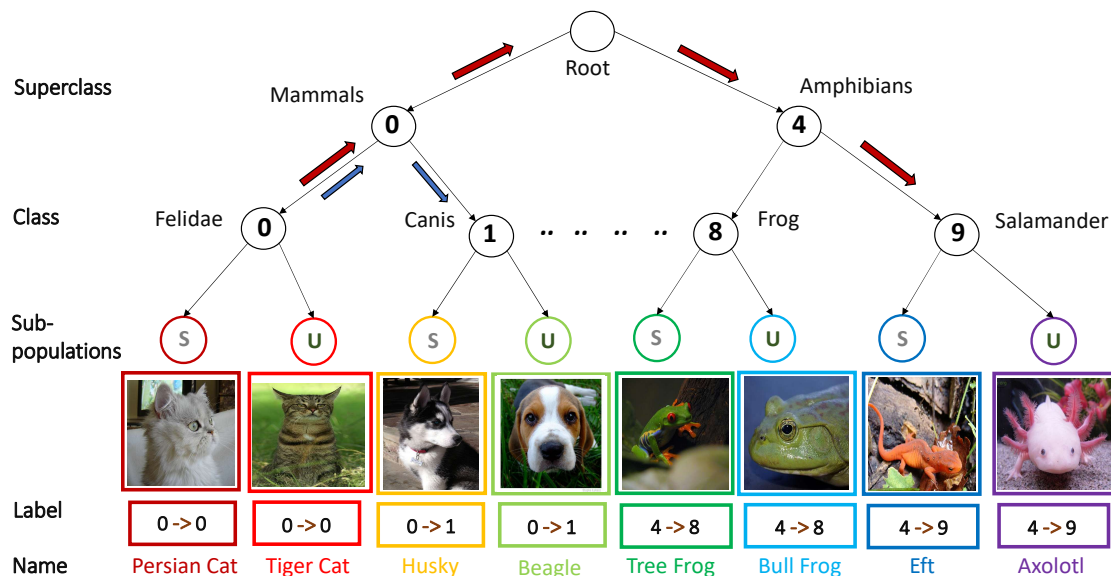 Root
Superclass
Mammals
Amphibians
0
4
Class
Felidae
Canis
Frog
Salamander
0
1
.. .. .. ..
8
9
Sub-
populations
S U S U S U S U
Label
0 -> 0 0 -> 0 0 -> 1 0 -> 1 4 -> 8 4 -> 8 4 -> 9 4 -> 9
Name Persian Cat Tiger Cat Husky Beagle Tree Frog Bull Frog Eft Axolotl